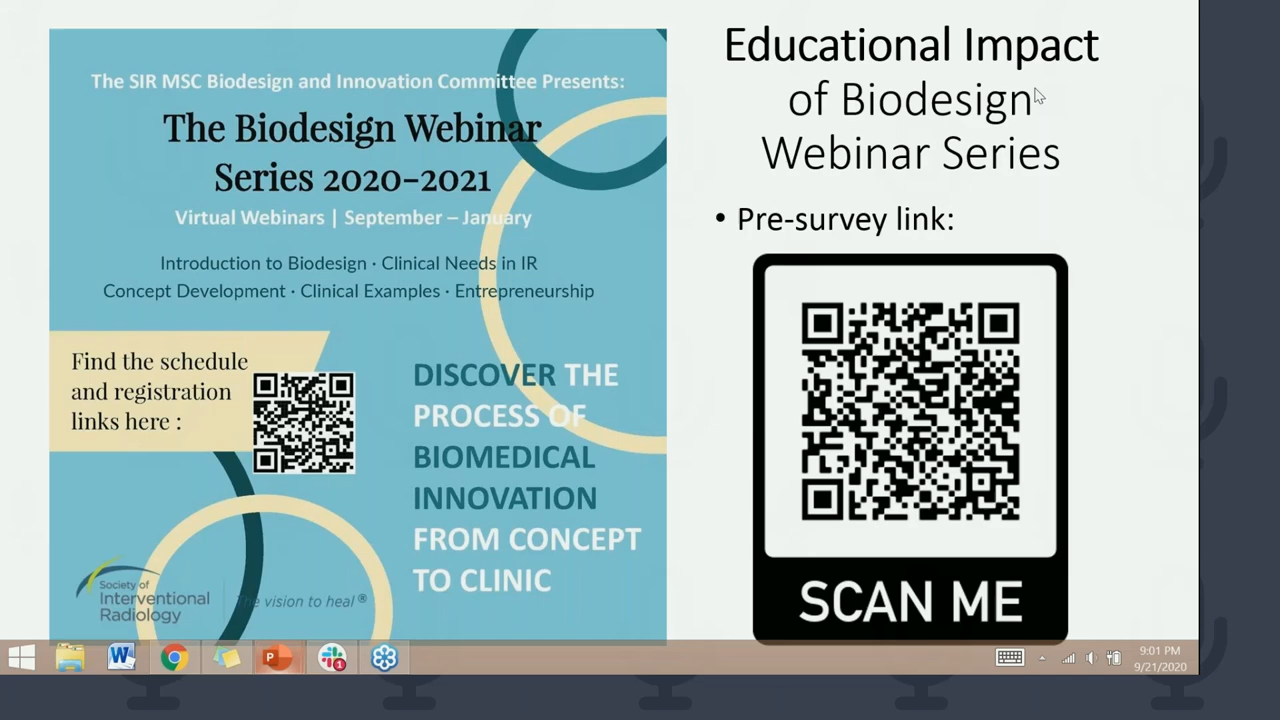 The SIR MSC Biodesign and Innovation Committee Presents:
The Biodesign Webinar
Series 2020-2021
Virtual Webinars | September – January
Introduction to Biodesign · Clinical Needs in IR
Concept Development · Clinical Examples · Entrepreneurship
Find the schedule
and registration
links here :
DISCOVER THE
PROCESS OF
BIOMEDICAL
INNOVATION
FROM CONCEPT
TO CLINIC
Society of
Interventional
Radiology
The vision to heal®
Educational Impact
of Biodesign
Webinar Series
• Pre-survey link:
SCAN ME
W
P
1
9:01 PM
9/21/2020